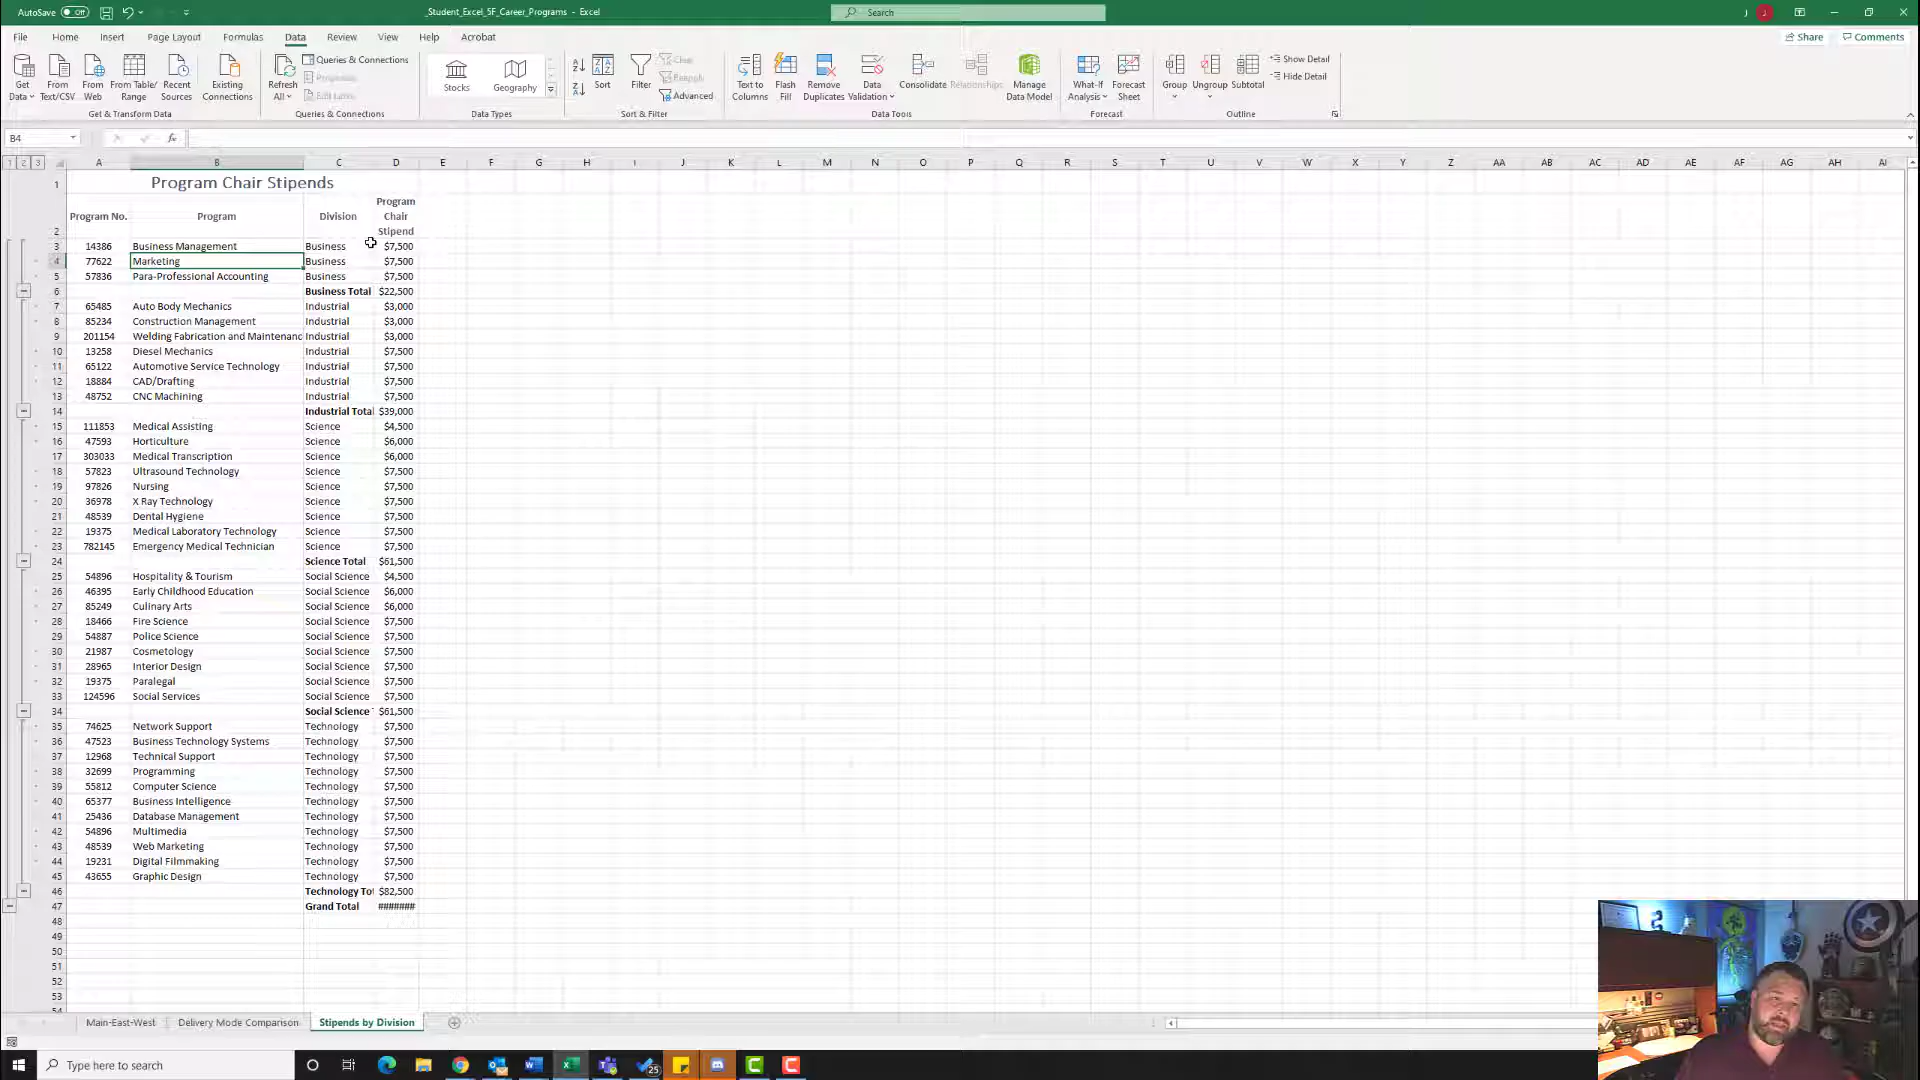 AutoSave Off _Student_Excel_5F_Career_Programs - Excel Search J J
File Home Insert Page Layout Formulas Data Review View Help Acrobat Share Comments
Get Data From Text/CSV From Web From Table/Range Recent Sources Existing Connections
Get & Transform Data
Refresh All Queries & Connections Properties Edit Links
Queries & Connections
Stocks Geography
Data Types
Sort Filter Clear Reapply Advanced
Sort & Filter
Text to Columns Flash Fill Remove Duplicates Data Validation Consolidate Relationships Manage Data Model
Data Tools
What-If Analysis Forecast Sheet
Forecast
Group Ungroup Subtotal Show Detail Hide Detail
Outline
B4 fx
1 2 3 A B C D E F G H I J K L M N O P Q R S T U V W X Y Z AA AB AC AD AE AF AG AH AI
1 Program Chair Stipends
2 Program No. Program Division Program Chair Stipend
3 14386 Business Management Business $7,500
4 77622 Marketing Business $7,500
5 57836 Para-Professional Accounting Business $7,500
6 Business Total $22,500
7 65485 Auto Body Mechanics Industrial $3,000
8 85234 Construction Management Industrial $3,000
9 201154 Welding Fabrication and Maintenanc Industrial $3,000
10 13258 Diesel Mechanics Industrial $7,500
11 65122 Automotive Service Technology Industrial $7,500
12 18884 CAD/Drafting Industrial $7,500
13 48752 CNC Machining Industrial $7,500
14 Industrial Total $39,000
15 111853 Medical Assisting Science $4,500
16 47593 Horticulture Science $6,000
17 303033 Medical Transcription Science $6,000
18 57823 Ultrasound Technology Science $7,500
19 97826 Nursing Science $7,500
20 36978 X Ray Technology Science $7,500
21 48539 Dental Hygiene Science $7,500
22 19375 Medical Laboratory Technology Science $7,500
23 782145 Emergency Medical Technician Science $7,500
24 Science Total $61,500
25 54896 Hospitality & Tourism Social Science $4,500
26 46395 Early Childhood Education Social Science $6,000
27 85249 Culinary Arts Social Science $6,000
28 18466 Fire Science Social Science $7,500
29 54887 Police Science Social Science $7,500
30 21987 Cosmetology Social Science $7,500
31 28965 Interior Design Social Science $7,500
32 19375 Paralegal Social Science $7,500
33 124596 Social Services Social Science $7,500
34 Social Science $61,500
35 74625 Network Support Technology $7,500
36 47523 Business Technology Systems Technology $7,500
37 12968 Technical Support Technology $7,500
38 32699 Programming Technology $7,500
39 55812 Computer Science Technology $7,500
40 65377 Business Intelligence Technology $7,500
41 25436 Database Management Technology $7,500
42 54896 Multimedia Technology $7,500
43 48539 Web Marketing Technology $7,500
44 19231 Digital Filmmaking Technology $7,500
45 43655 Graphic Design Technology $7,500
46 Technology Tot $82,500
47 Grand Total #######
48
49
50
51
52
53
54
Main-East-West Delivery Mode Comparison Stipends by Division
Type here to search 25